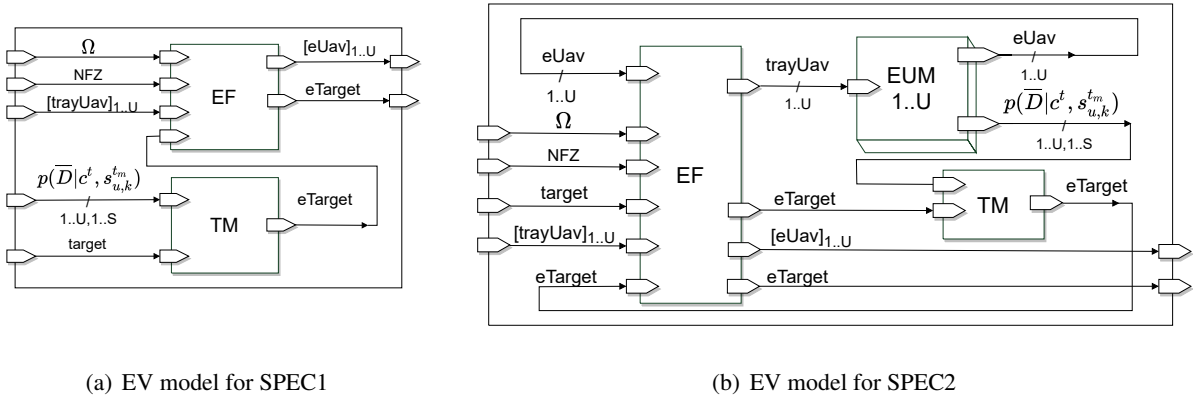 Ω
NFZ
[trayUav]1..U
p(D̅|c^t, s_{u,k}^{t_m})
1..U,1..S
target
EF
TM
[eUav]1..U
eTarget
eTarget
(a) EV model for SPEC1
eUav
1..U
Ω
NFZ
target
[trayUav]1..U
eTarget
EF
trayUav
1..U
EUM
1..U
eUav
1..U
p(D̅|c^t, s_{u,k}^{t_m})
1..U,1..S
eTarget
TM
eTarget
[eUav]1..U
eTarget
(b) EV model for SPEC2